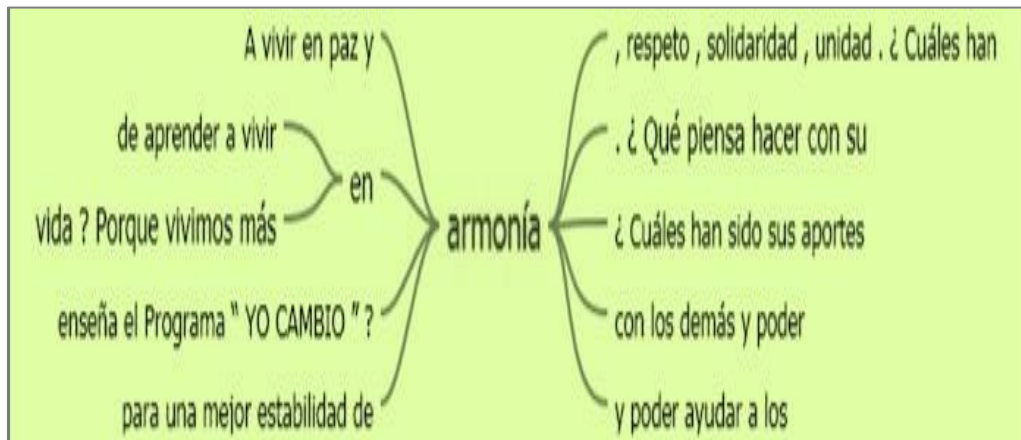 A vivir en paz y
de aprender a vivir
en
vida ? Porque vivimos más
enseña el Programa “ YO CAMBIO ” ?
para una mejor estabilidad de
armonía
, respeto , solidaridad , unidad . ¿ Cuáles han
. ¿ Qué piensa hacer con su
¿ Cuáles han sido sus aportes
con los demás y poder
y poder ayudar a los